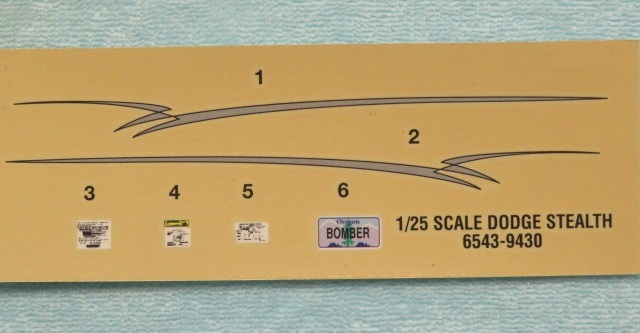 1
2
3 4 5 6
Oregon
BOMBER
1/25 SCALE DODGE STEALTH
6543-9430